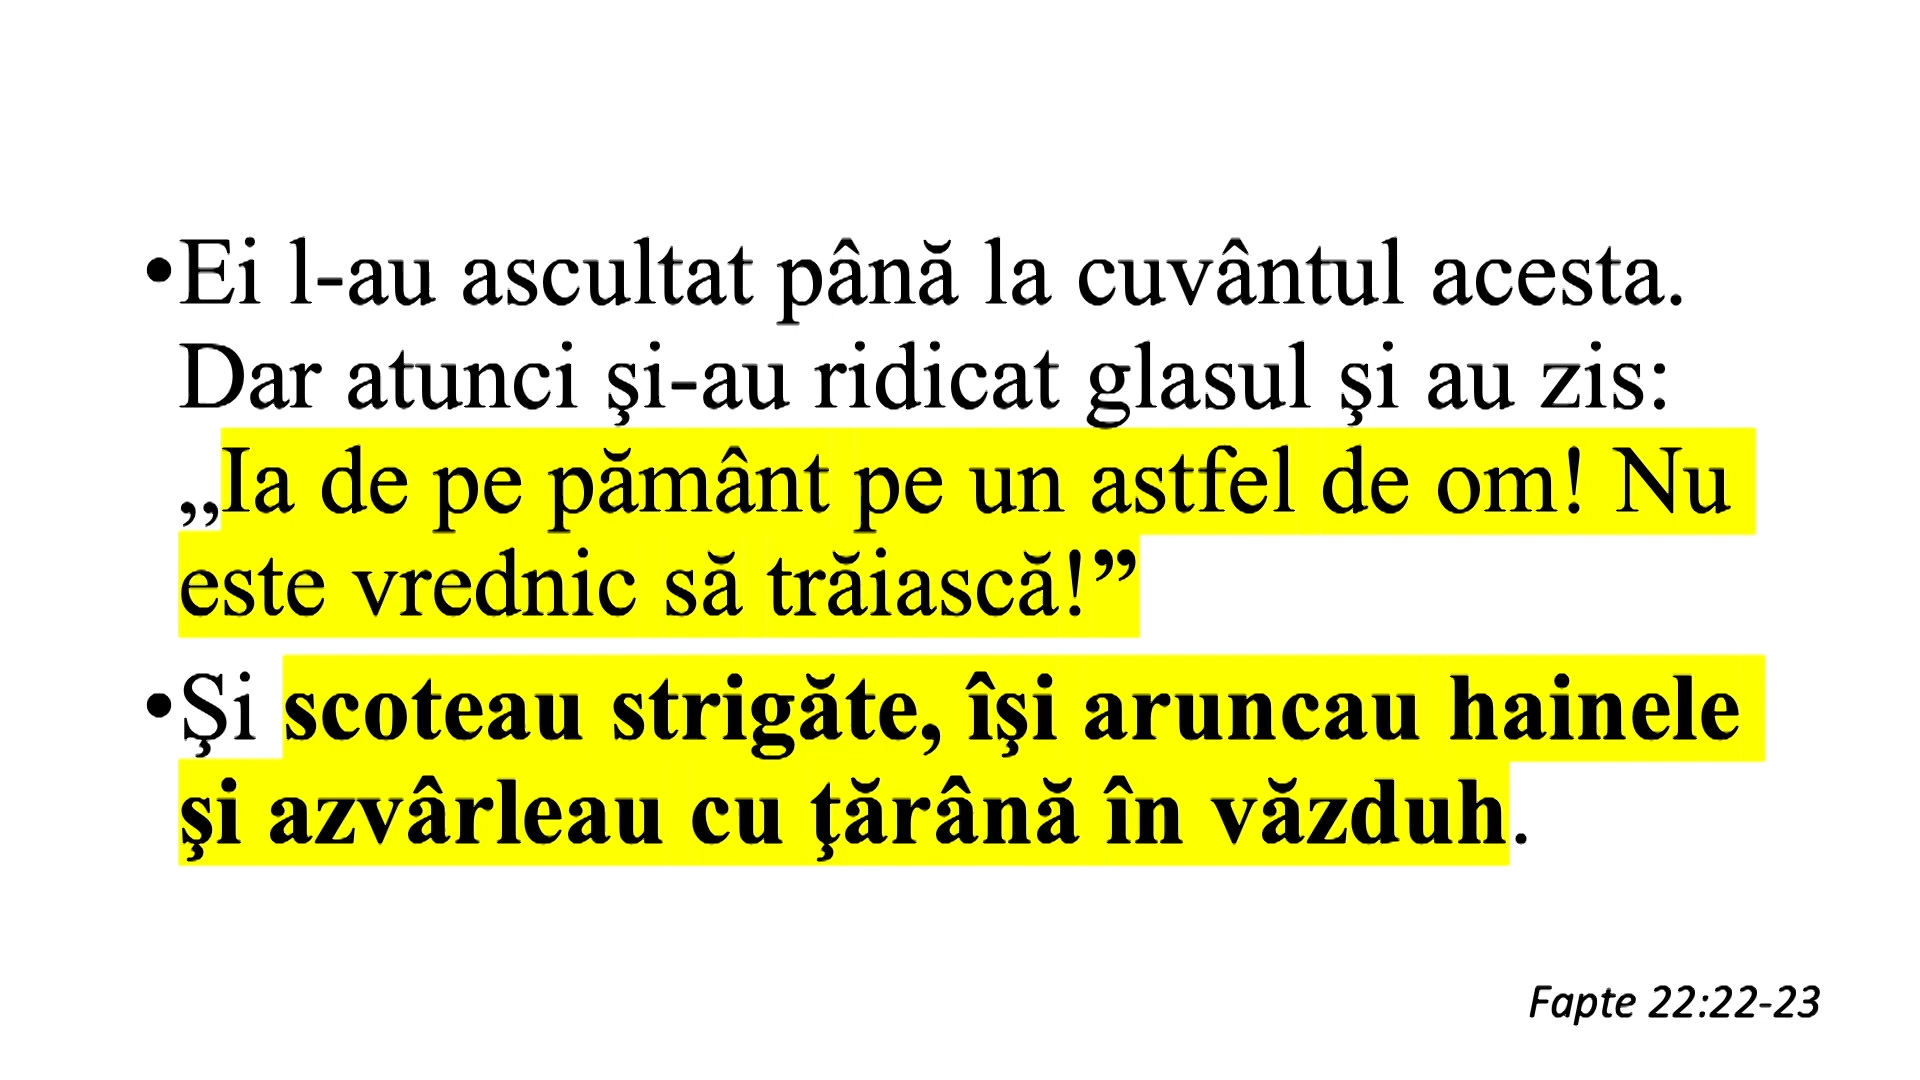 •Ei l-au ascultat până la cuvântul acesta.
Dar atunci şi-au ridicat glasul şi au zis:
„Ia de pe pământ pe un astfel de om! Nu
este vrednic să trăiască!”
•Şi scoteau strigăte, îşi aruncau hainele
şi azvârleau cu ţărână în văzduh.
Fapte 22:22-23